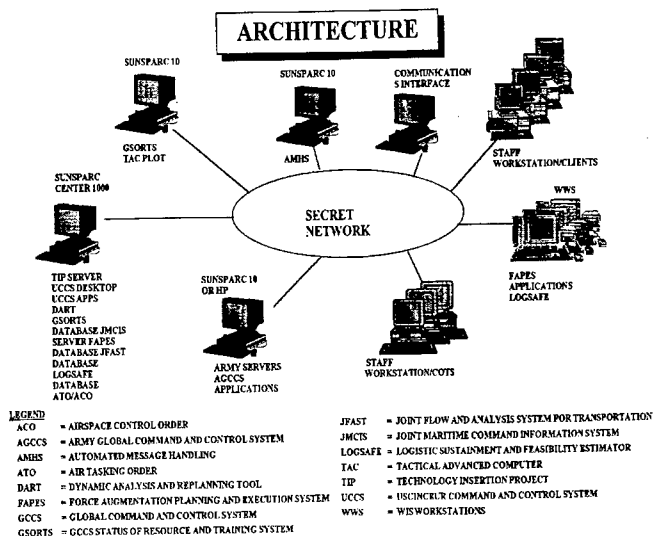 ARCHITECTURE
SUNSPARC 10
GSORTS
TAC PLOT
SUNSPARC 10
AMHS
COMMUNICATION
S INTERFACE
STAFF
WORKSTATION/CLIENTS
SUNSPARC
CENTER 1000
TIP SERVER
UCCS DESKTOP
UCCS APPS
DART
GSORTS
DATABASE JMCIS
SERVER FAPES
DATABASE JFAST
DATABASE
LOGSAFE
DATABASE
ATO/ACO
SECRET
NETWORK
WWS
FAPES
APPLICATIONS
LOGSAFE
SUNSPARC 10
OR HP
ARMY SERVERS
AGCCS
APPLICATIONS
STAFF
WORKSTATION/COTS
LEGEND
ACO = AIRSPACE CONTROL ORDER
AGCCS = ARMY GLOBAL COMMAND AND CONTROL SYSTEM
AMHS = AUTOMATED MESSAGE HANDLING
ATO = AIR TASKING ORDER
DART = DYNAMIC ANALYSIS AND REPLANNING TOOL
FAPES = FORCE AUGMENTATION PLANNING AND EXECUTION SYSTEM
GCCS = GLOBAL COMMAND AND CONTROL SYSTEM
GSORTS = GCCS STATUS OF RESOURCE AND TRAINING SYSTEM
JFAST = JOINT FLOW AND ANALYSIS SYSTEM FOR TRANSPORTATION
JMCIS = JOINT MARITIME COMMAND INFORMATION SYSTEM
LOGSAFE = LOGISTIC SUSTAINMENT AND FEASIBILITY ESTIMATOR
TAC = TACTICAL ADVANCED COMPUTER
TIP = TECHNOLOGY INSERTION PROJECT
UCCS = USCINCEUR COMMAND AND CONTROL SYSTEM
WWS = WIS WORKSTATIONS